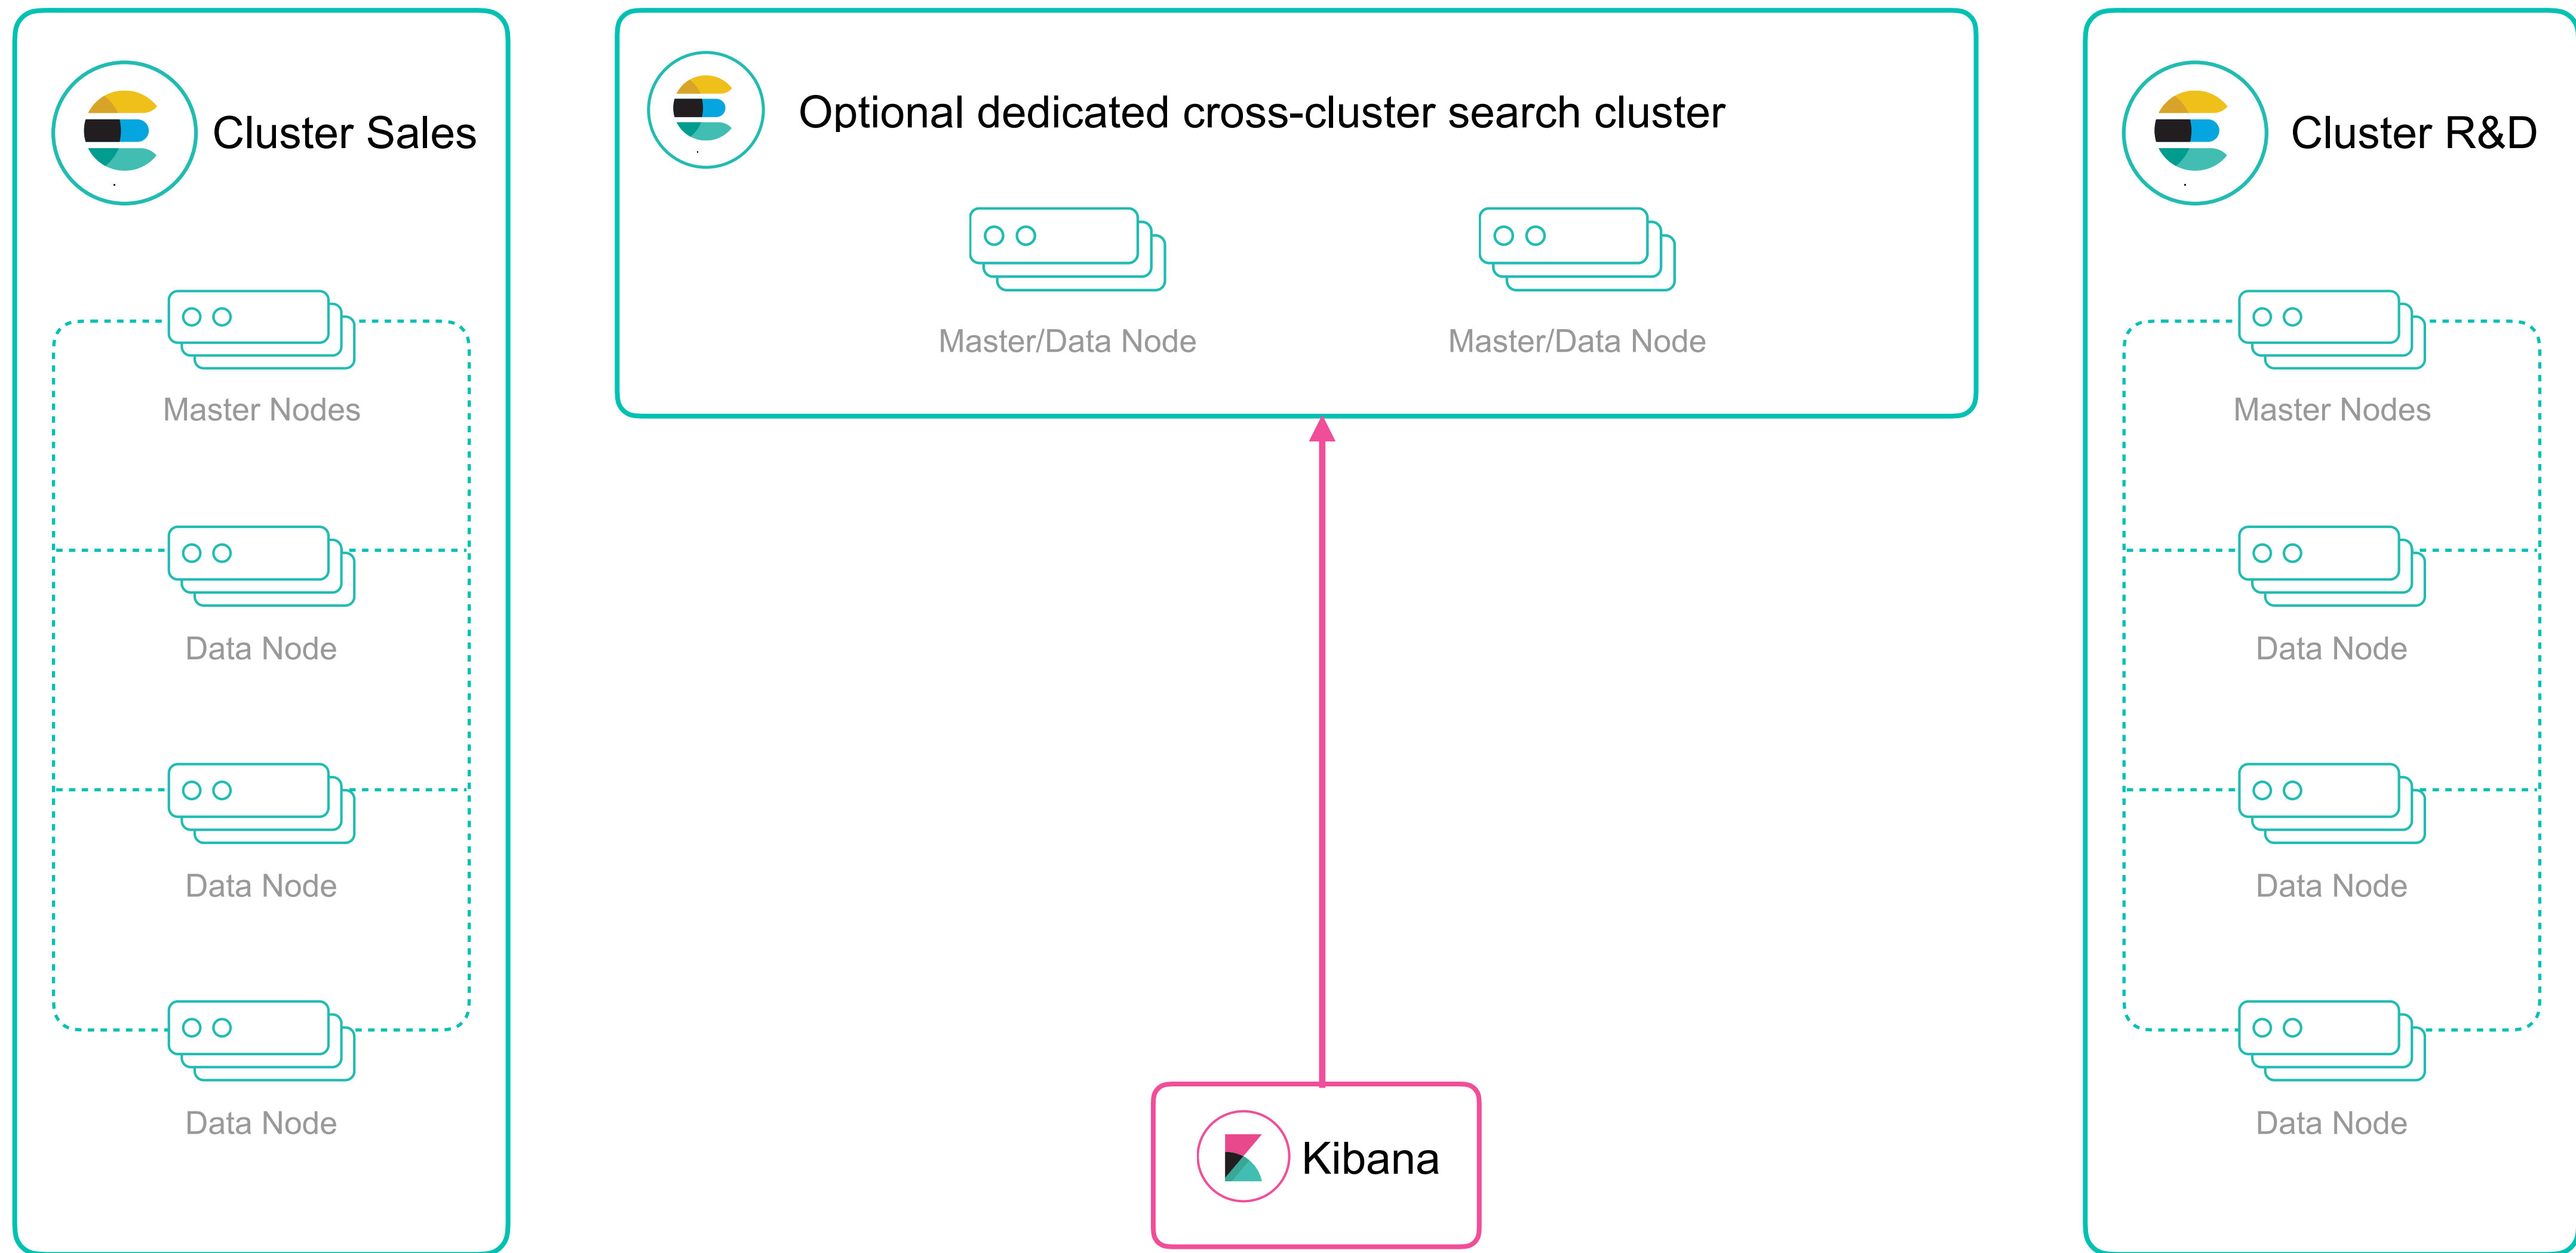 Cluster Sales
Master Nodes
Data Node
Data Node
Data Node
Optional dedicated cross-cluster search cluster
Master/Data Node
Master/Data Node
Kibana
Cluster R&D
Master Nodes
Data Node
Data Node
Data Node